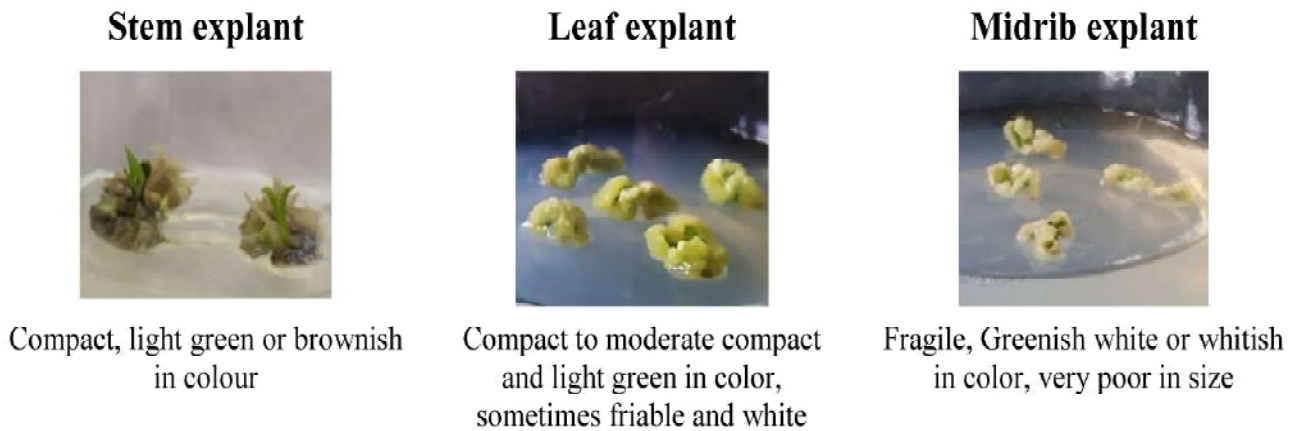 Stem explant
Leaf explant
Midrib explant
Compact, light green or brownish
in colour
Compact to moderate compact
and light green in color,
sometimes friable and white
Fragile, Greenish white or whitish
in color, very poor in size